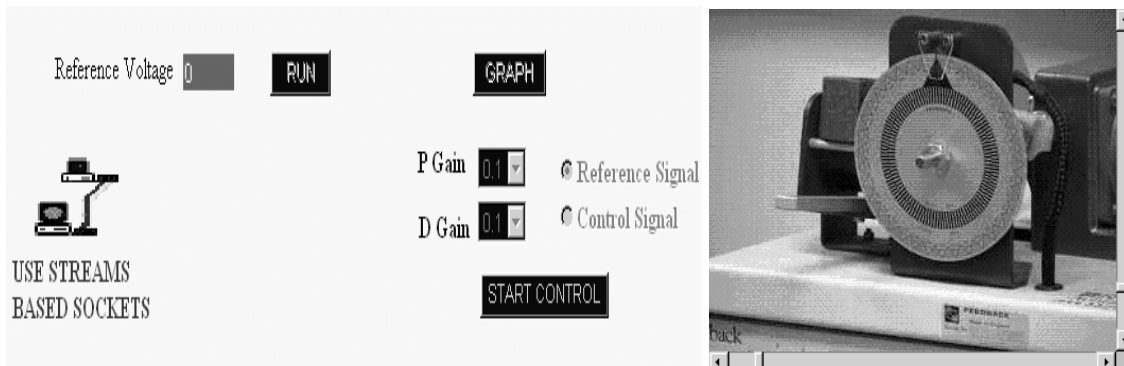 Reference Voltage 0 RUN GRAPH
P Gain 0.1 Reference Signal
D Gain 0.1 Control Signal
USE STREAMS
BASED SOCKETS
START CONTROL
FEEDBACK
back